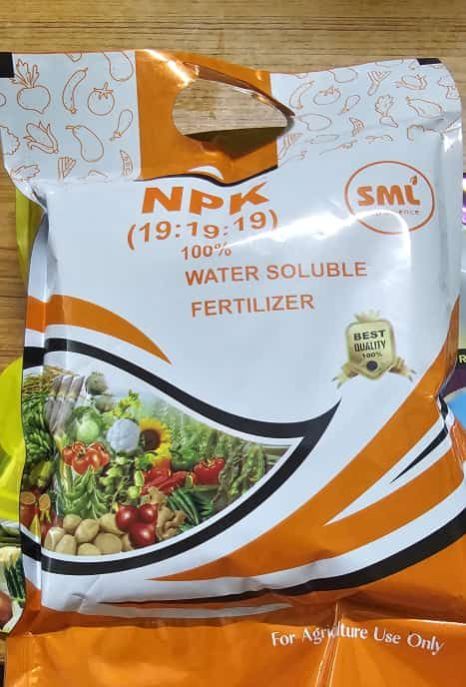 NPK
(19:19:19)
100%
WATER SOLUBLE
FERTILIZER
SML
BEST
QUALITY
100%
R
For Agriculture Use Only